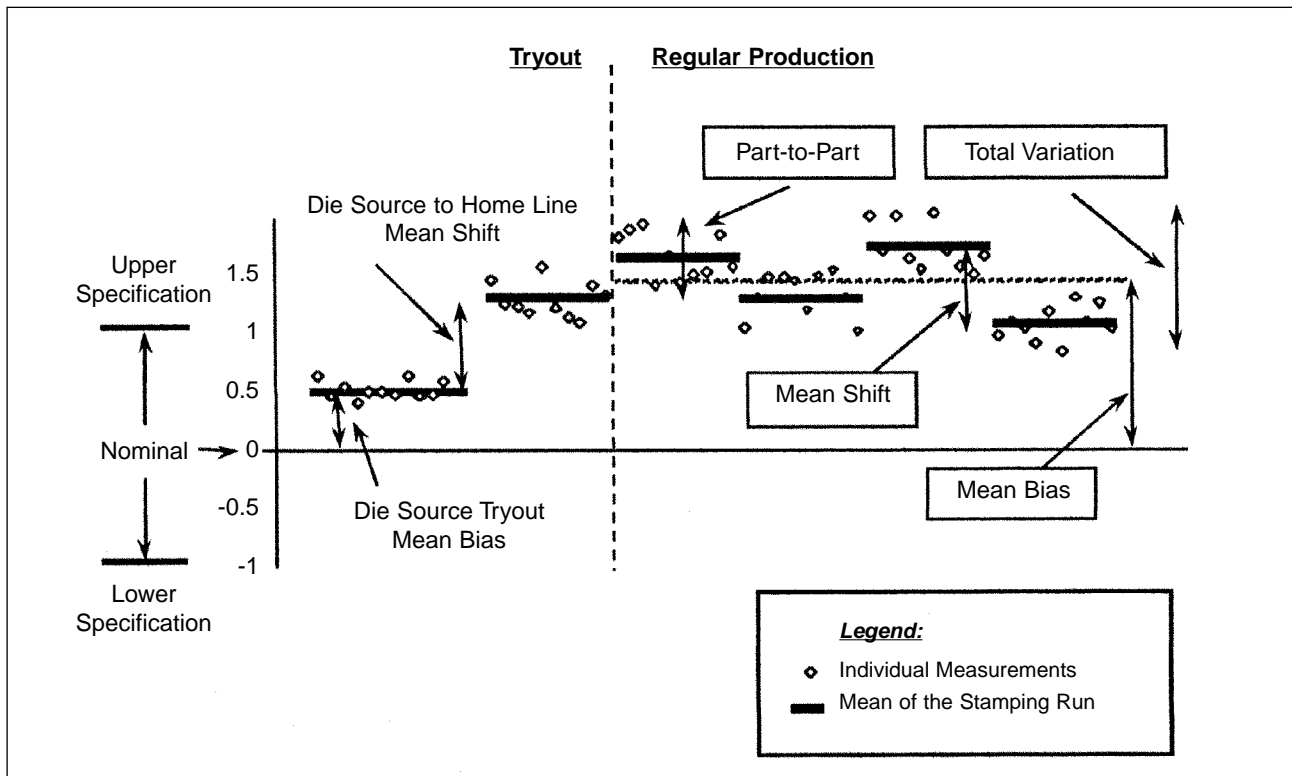 Tryout
Regular Production
Part-to-Part
Total Variation
Die Source to Home Line
Mean Shift
Upper
Specification
1.5
1
0.5
Nominal
0
-0.5
-1
Mean Shift
Mean Bias
Die Source Tryout
Mean Bias
Lower
Specification
Legend:
Individual Measurements
Mean of the Stamping Run